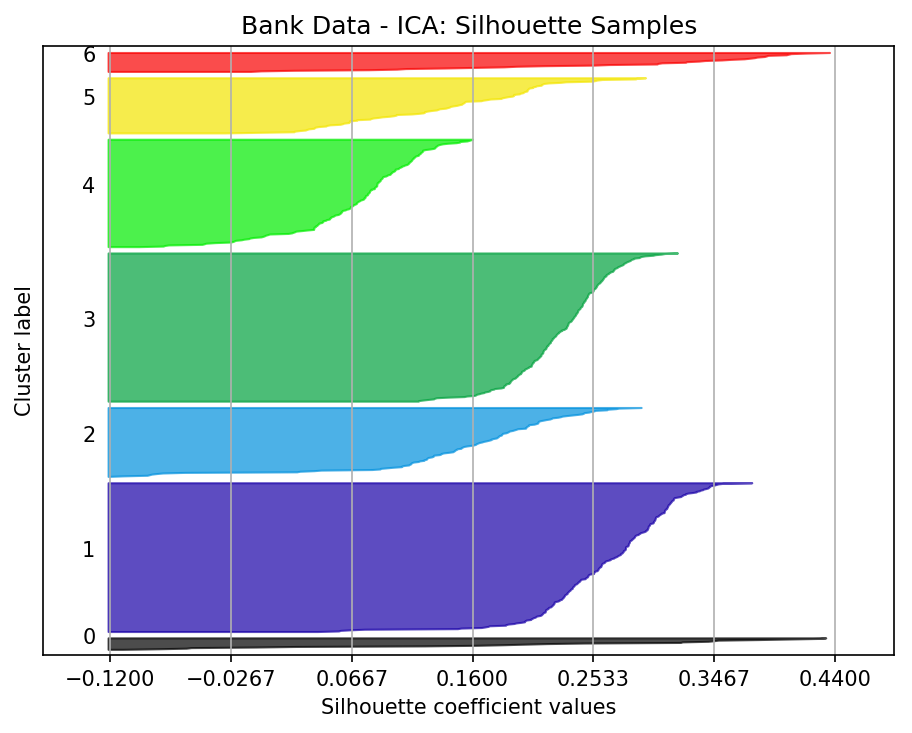 Bank Data - ICA: Silhouette Samples
6
5
4
3
2
1
0
Cluster label
−0.1200 −0.0267 0.0667 0.1600 0.2533 0.3467 0.4400
Silhouette coefficient values